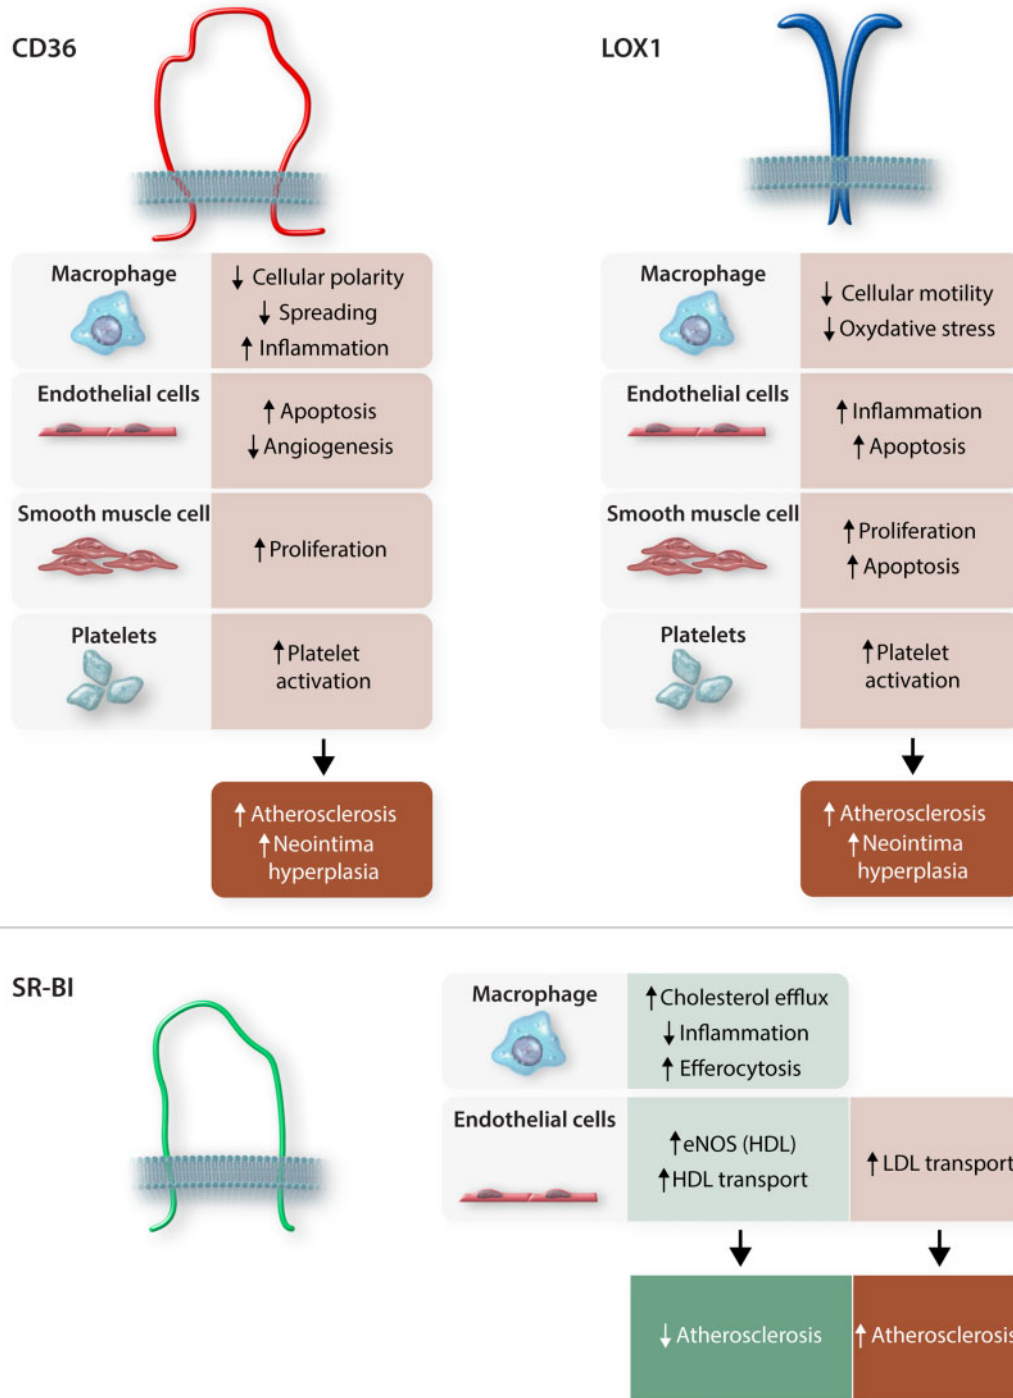 CD36
Macrophage
↓ Cellular polarity
↓ Spreading
↑ Inflammation
Endothelial cells
↑ Apoptosis
↓ Angiogenesis
Smooth muscle cell
↑ Proliferation
Platelets
↑ Platelet
activation
↑ Atherosclerosis
↑ Neointima
hyperplasia
LOX1
Macrophage
↓ Cellular motility
↓ Oxydative stress
Endothelial cells
↑ Inflammation
↑ Apoptosis
Smooth muscle cell
↑ Proliferation
↑ Apoptosis
Platelets
↑ Platelet
activation
↑ Atherosclerosis
↑ Neointima
hyperplasia
SR-BI
Macrophage
↑ Cholesterol efflux
↓ Inflammation
↑ Efferocytosis
Endothelial cells
↑ eNOS (HDL)
↑ HDL transport
↑ LDL transport
↓ Atherosclerosis
↑ Atherosclerosis